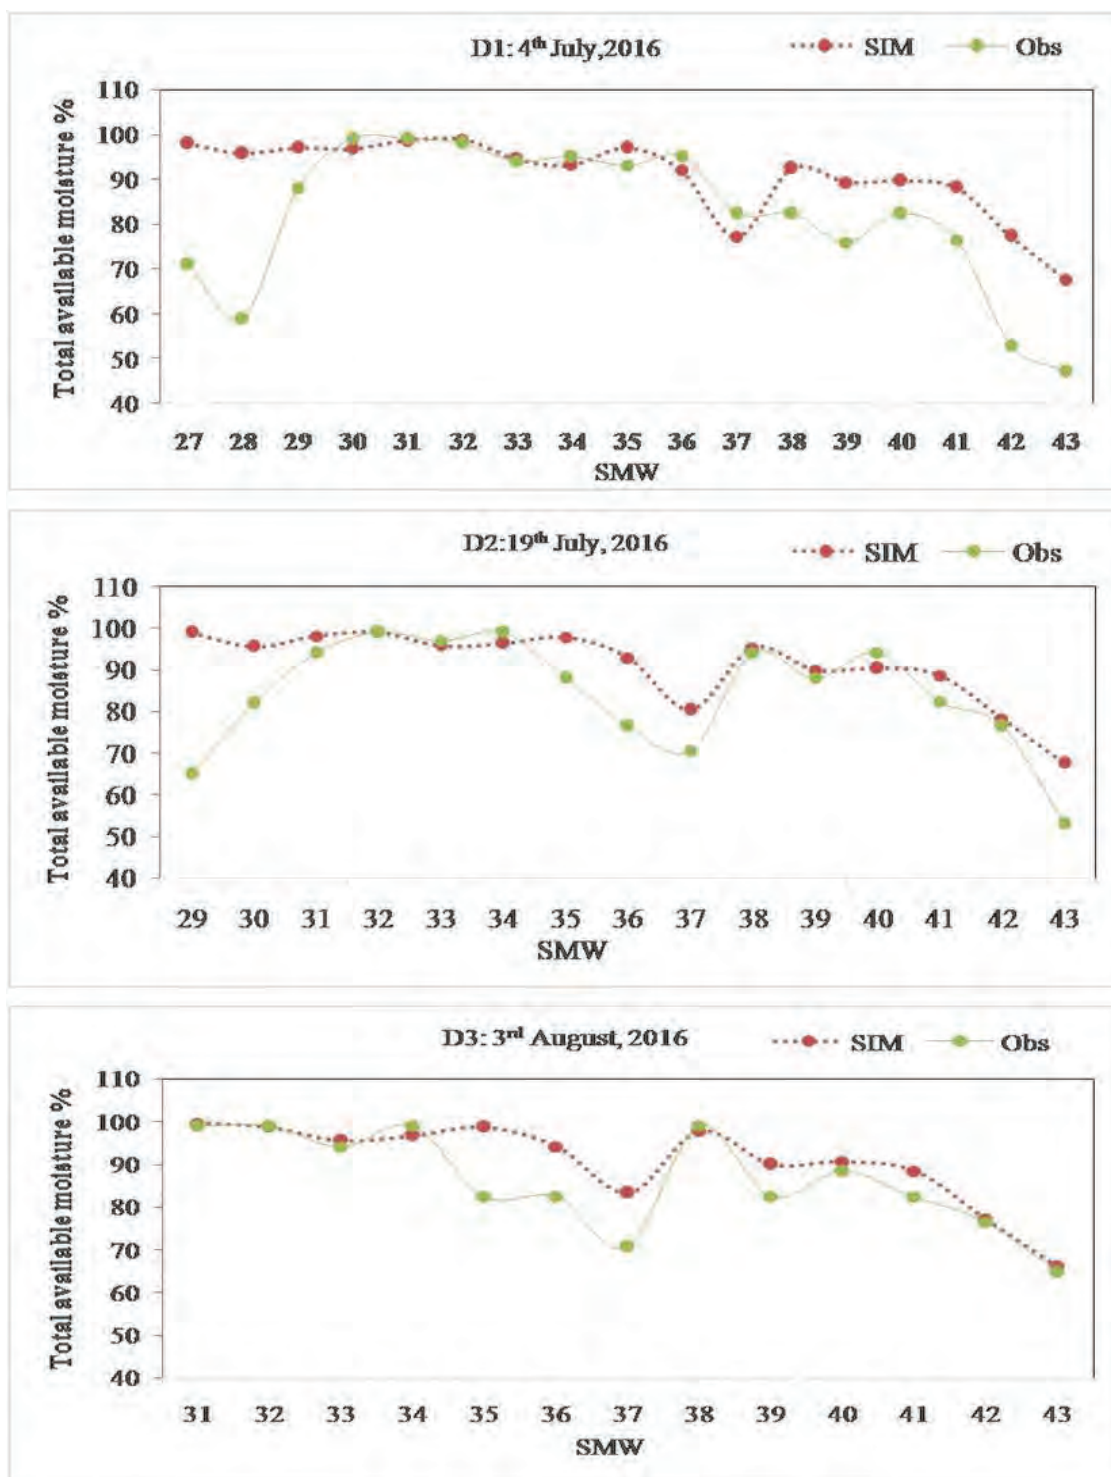 D1: 4th July,2016 SIM Obs
Total available moisture %
110
100
90
80
70
60
50
40
27 28 29 30 31 32 33 34 35 36 37 38 39 40 41 42 43
SMW
D2:19th July, 2016 SIM Obs
Total available moisture %
110
100
90
80
70
60
50
40
29 30 31 32 33 34 35 36 37 38 39 40 41 42 43
SMW
D3: 3rd August, 2016 SIM Obs
Total available moisture %
110
100
90
80
70
60
50
40
31 32 33 34 35 36 37 38 39 40 41 42 43
SMW